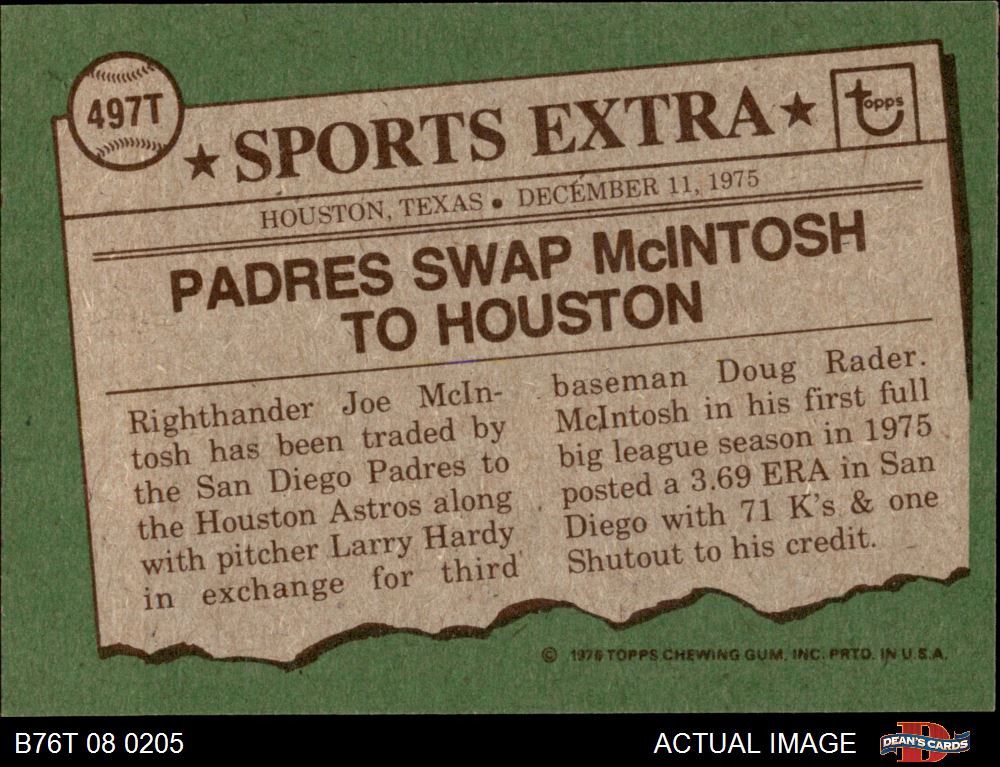 497T
★ SPORTS EXTRA ★
topps
HOUSTON, TEXAS • DECEMBER 11, 1975
PADRES SWAP McINTOSH
TO HOUSTON
Righthander Joe McIn-
tosh has been traded by
the San Diego Padres to
the Houston Astros along
with pitcher Larry Hardy
in exchange for third
baseman Doug Rader.
McIntosh in his first full
big league season in 1975
posted a 3.69 ERA in San
Diego with 71 K's & one
Shutout to his credit.
© 1976 TOPPS CHEWING GUM, INC. PRTD. IN U.S.A.
B76T 08 0205
ACTUAL IMAGE
D
DEAN'S CARDS